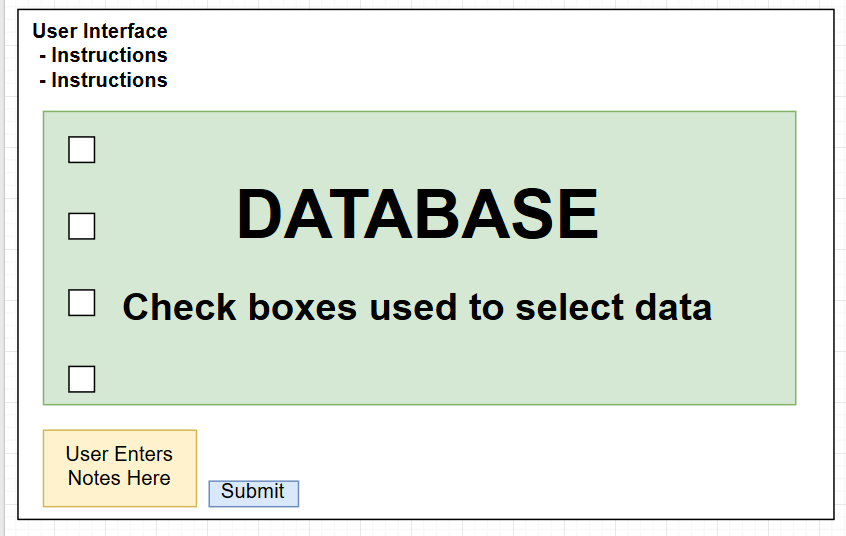 User Interface
- Instructions
- Instructions
DATABASE
Check boxes used to select data
User Enters
Notes Here
Submit